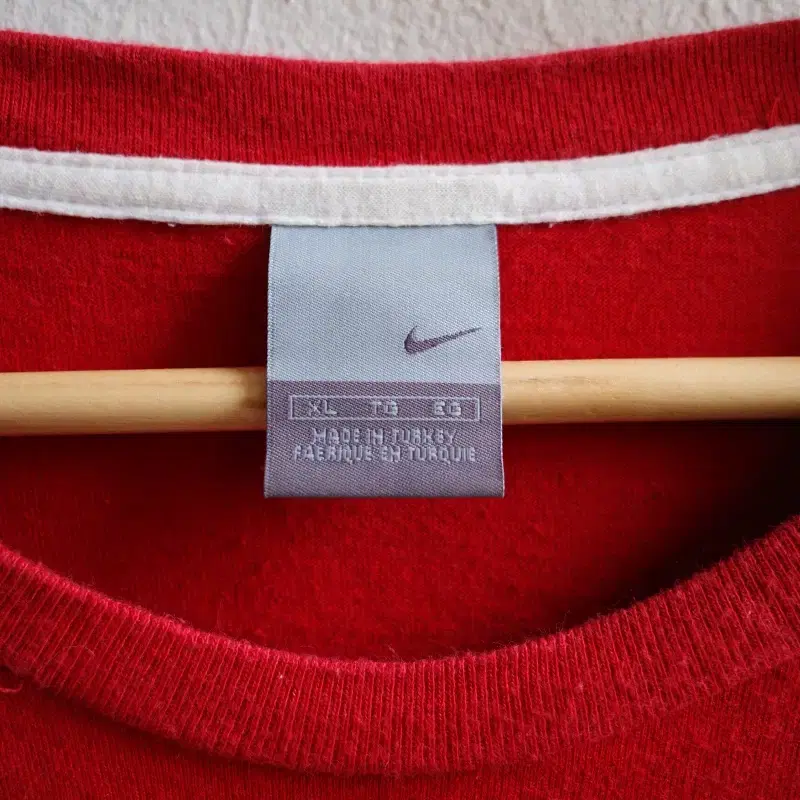 XL TG EG
MADE IN TURKEY
FABRIQUE EN TURQUIE